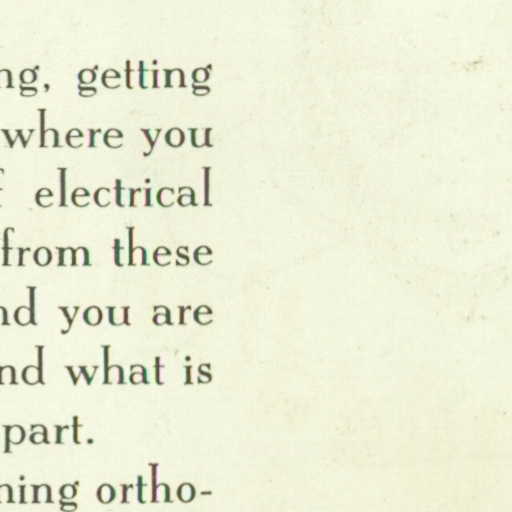 ng, getting
where you
electrical
from these
nd you are
nd what is
part.
ning ortho-